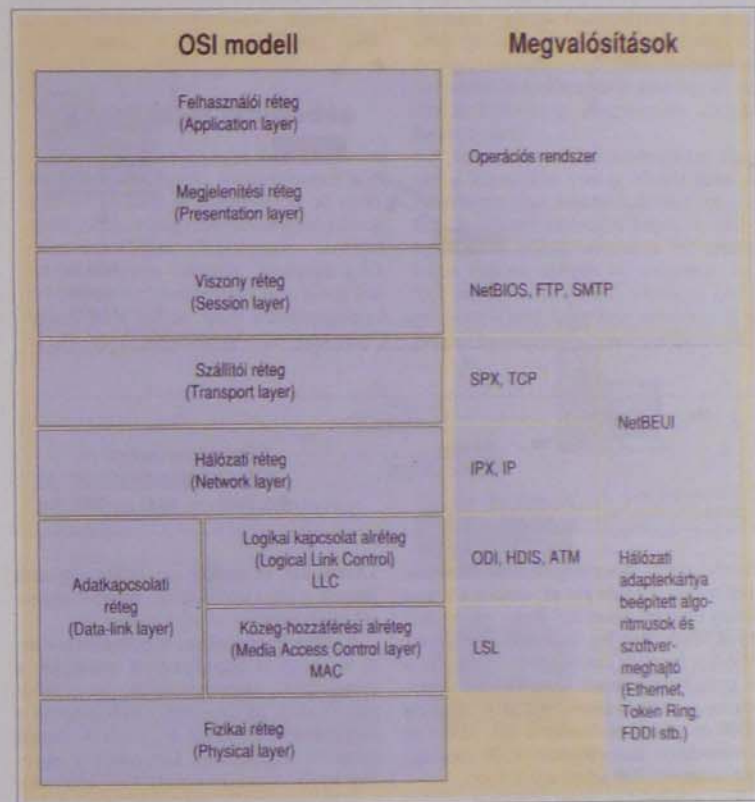 OSI modell
Megvalósítások
Felhasználói réteg
(Application layer)
Megjelenítési réteg
(Presentation layer)
Operációs rendszer
Viszony réteg
(Session layer)
NetBIOS, FTP, SMTP
Szállítói réteg
(Transport layer)
SPX, TCP
NetBEUI
Hálózati réteg
(Network layer)
IPX, IP
Adatkapcsolati
réteg
(Data-link layer)
Logikai kapcsolat alréteg
(Logical Link Control)
LLC
ODI, HDIS, ATM
Közeg-hozzáférési alréteg
(Media Access Control layer)
MAC
LSL
Hálózati
adapterkártya
beépített algo-
ritmusok és
szoftver-
meghajtó
(Ethernet,
Token Ring,
FDDI stb.)
Fizikai réteg
(Physical layer)